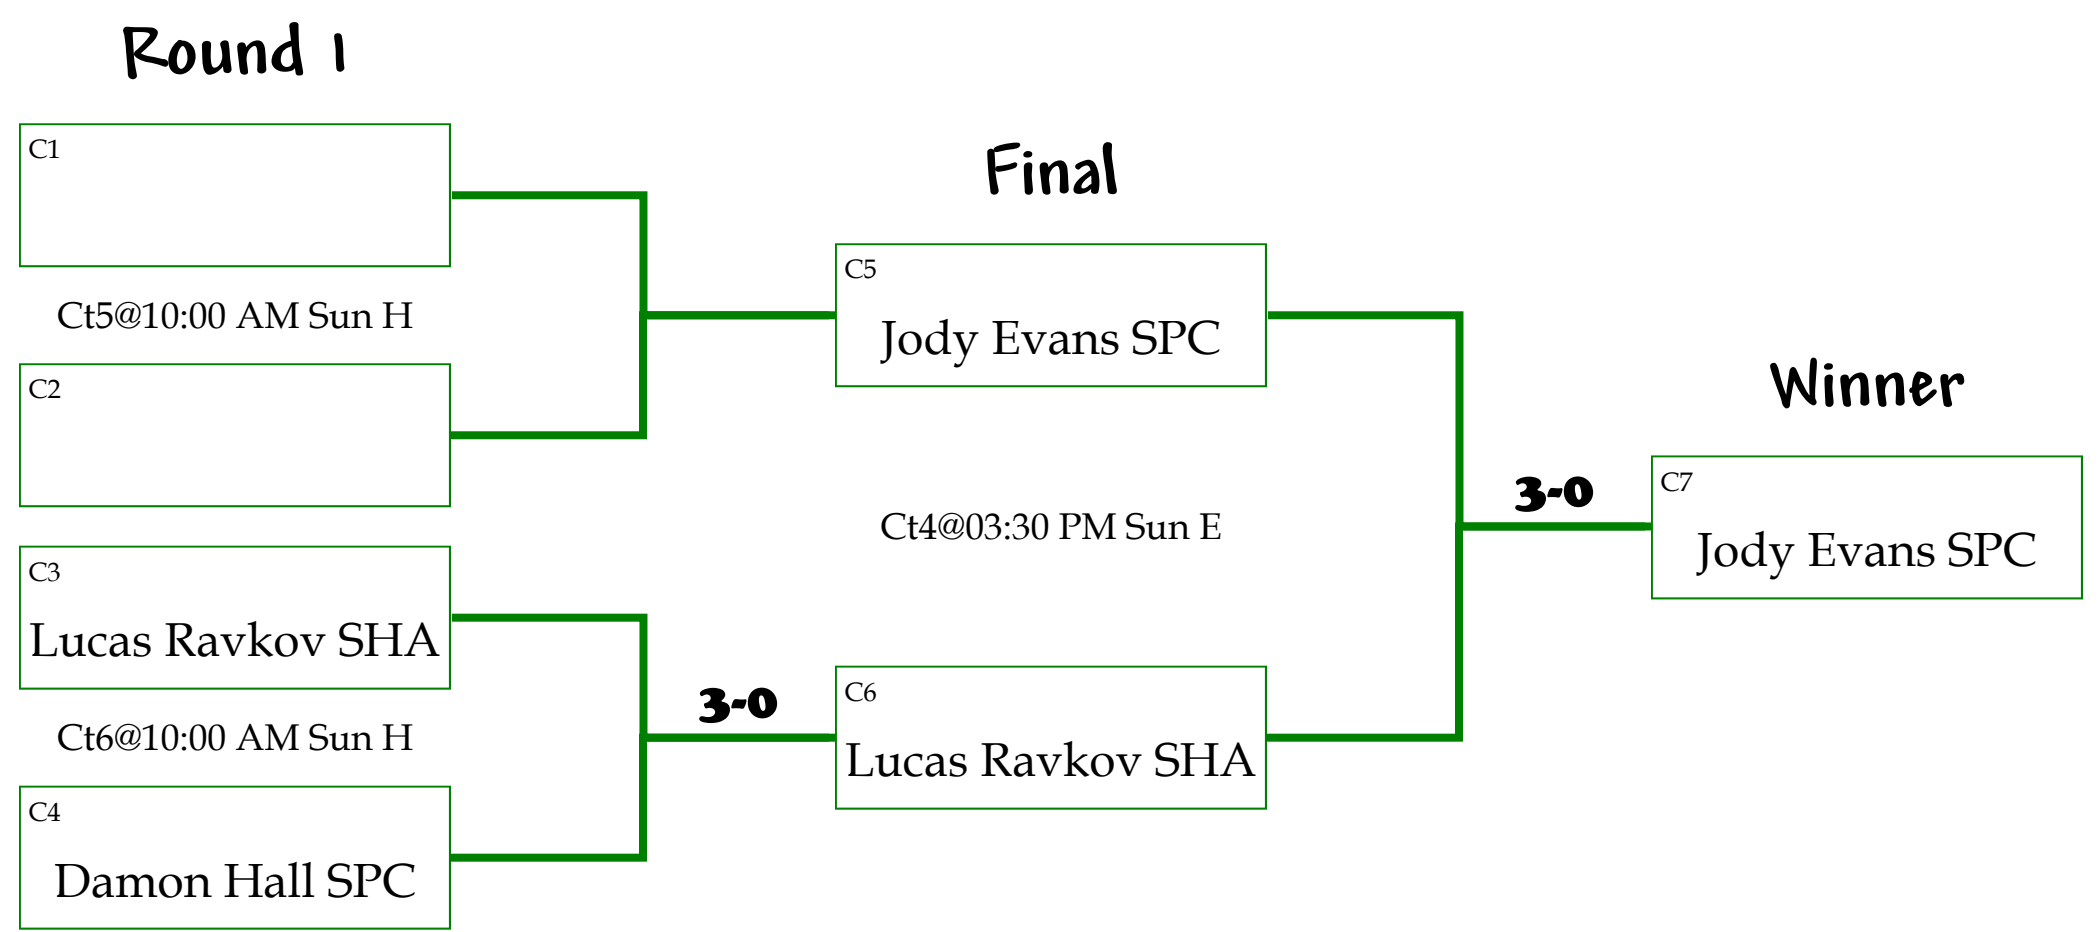 Round 1
C1
Ct5@10:00 AM Sun H
C2
C3
Lucas Ravkov SHA
Ct6@10:00 AM Sun H
C4
Damon Hall SPC
3-0
Final
C5
Jody Evans SPC
Ct4@03:30 PM Sun E
C6
Lucas Ravkov SHA
3-0
Winner
C7
Jody Evans SPC